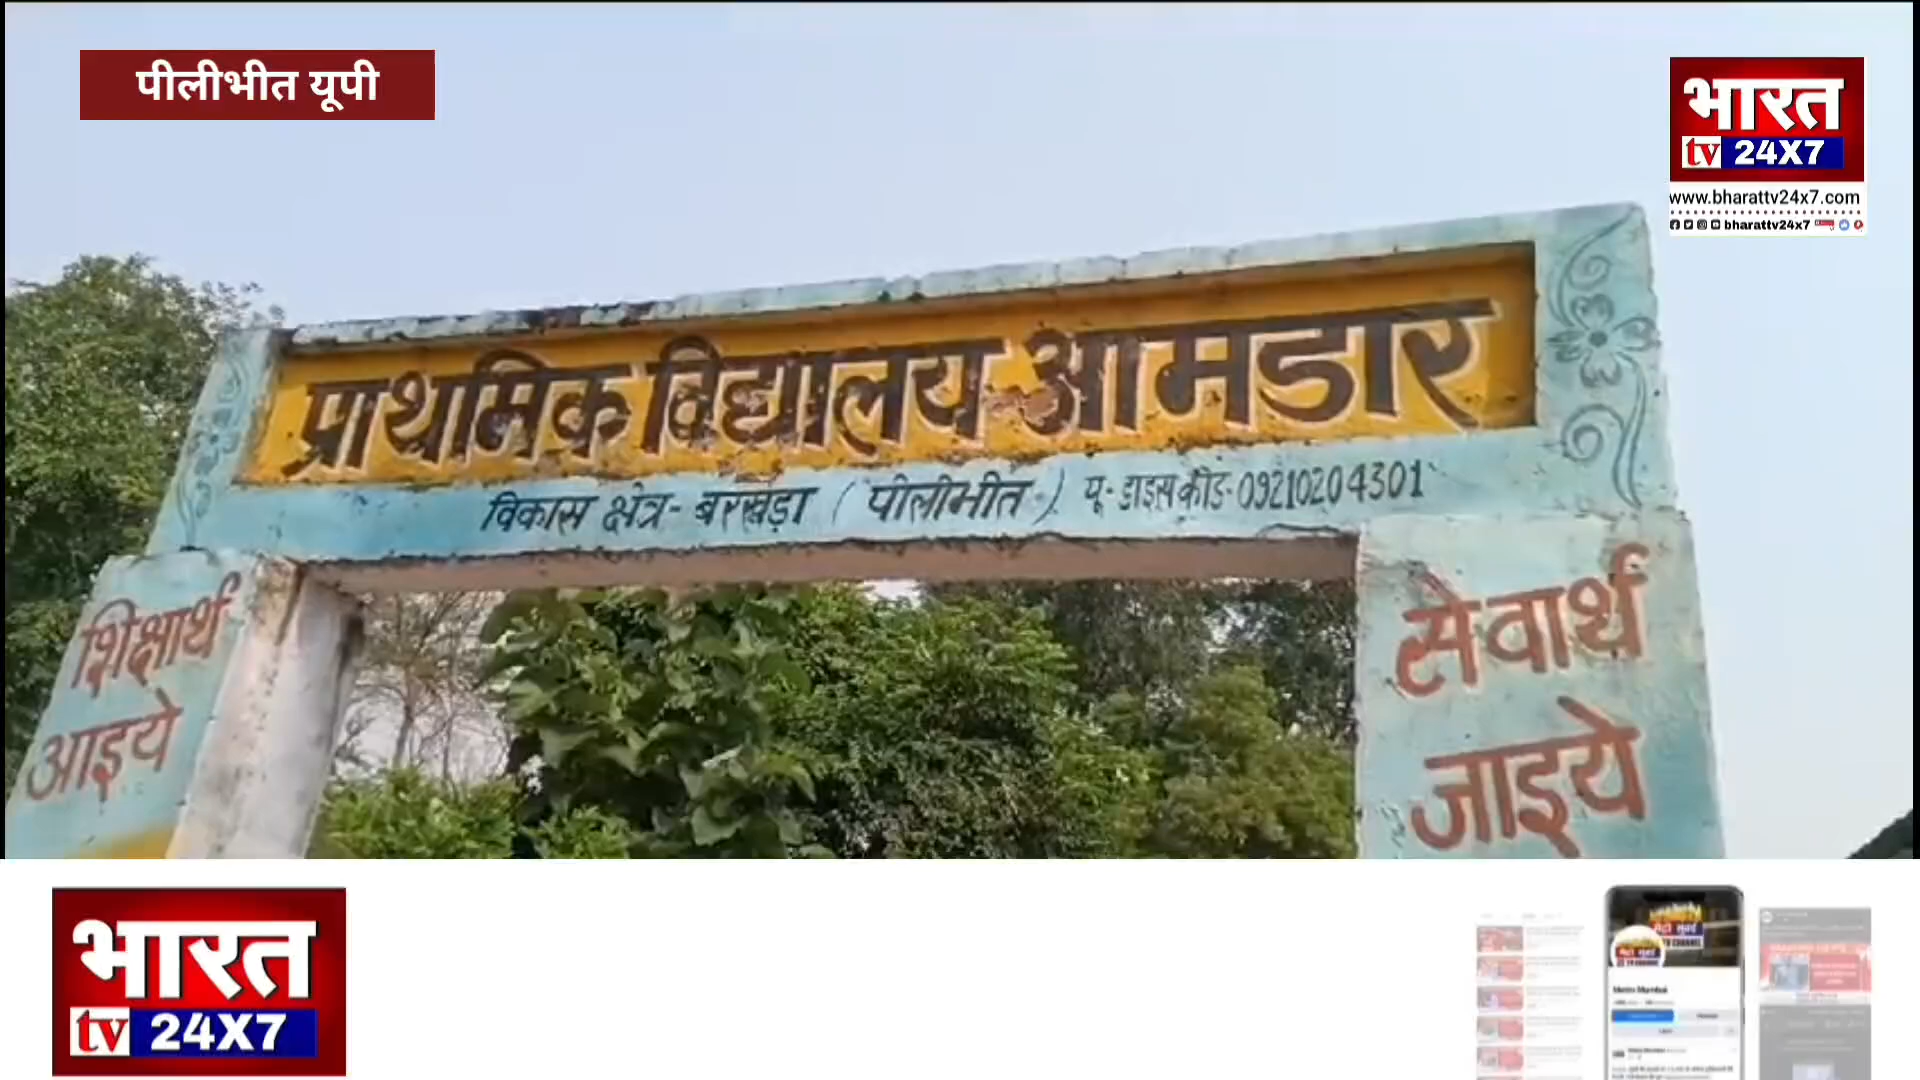 पीलीभीत यूपी
भारत
tv 24X7
www.bharattv24x7.com
bharattv24x7
प्राथमिक विद्यालय आमडार
विकास क्षेत्र- बरखेड़ा (पीलीभीत) यू-डाइस कोड-09210204301
शिक्षार्थ
आइये
सेवार्थ
जाइये
भारत
tv 24X7